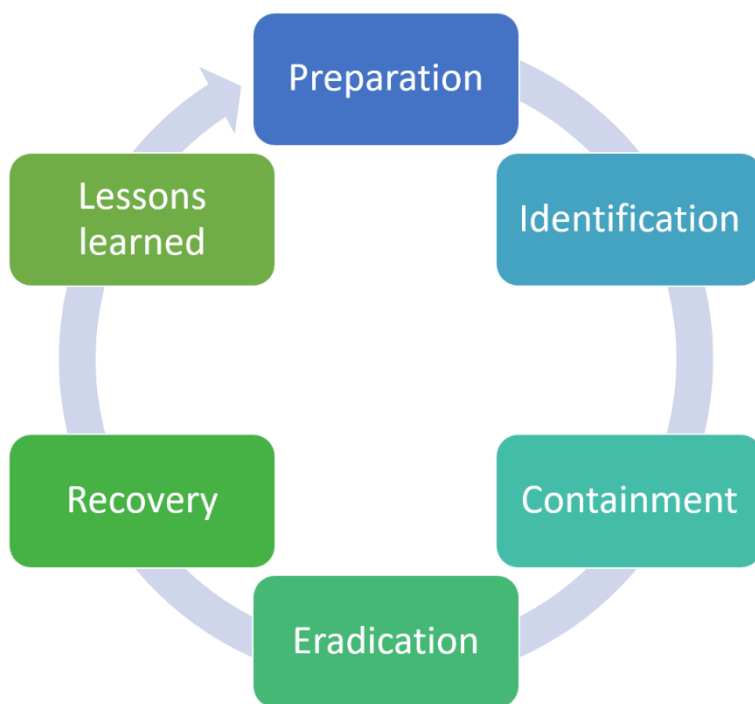 Preparation
Identification
Containment
Eradication
Recovery
Lessons
learned